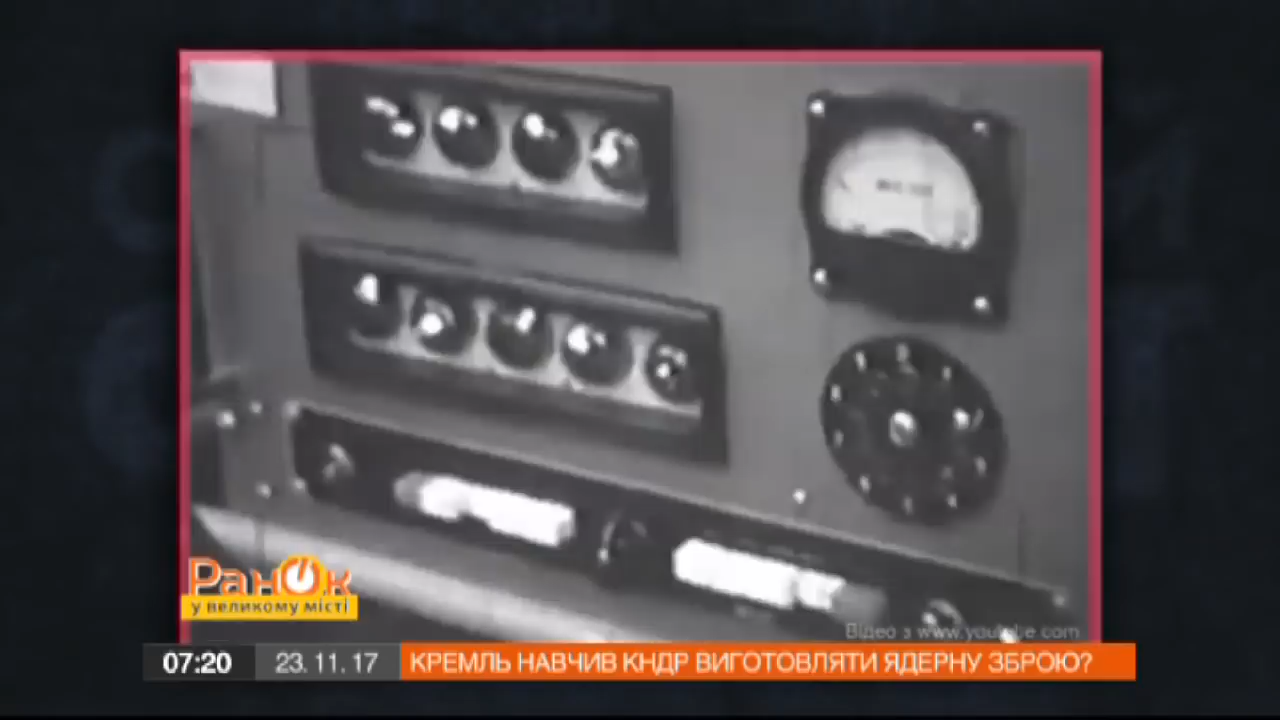 Ранок
у великому місті
Відео з www.youtube.com
07:20
23. 11. 17
КРЕМЛЬ НАВЧИВ КНДР ВИГОТОВЛЯТИ ЯДЕРНУ ЗБРОЮ?